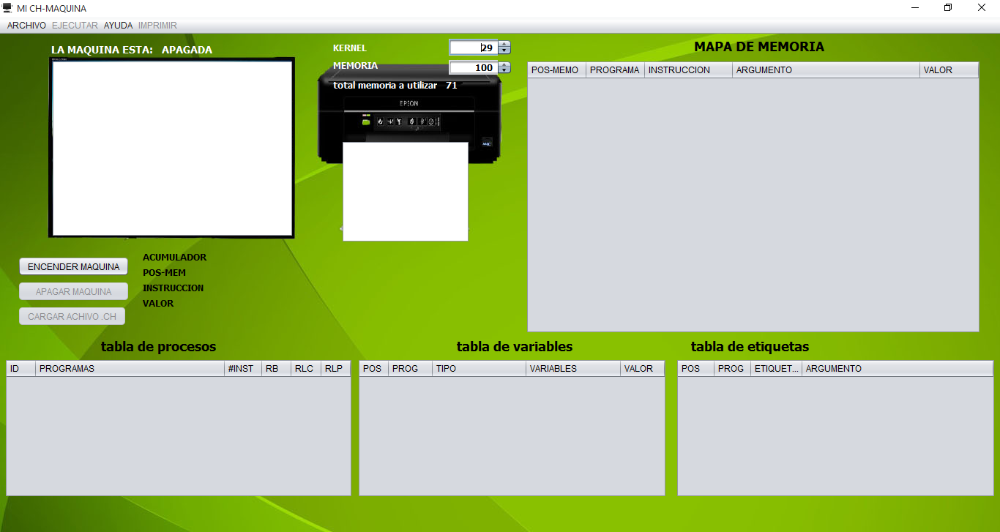 MI CH-MAQUINA
ARCHIVO EJECUTAR AYUDA IMPRIMIR
LA MAQUINA ESTA: APAGADA
KERNEL 29
MEMORIA 100
total memoria a utilizar 71
EPSON
MAPA DE MEMORIA
POS-MEMO PROGRAMA INSTRUCCION ARGUMENTO VALOR
ENCENDER MAQUINA
APAGAR MAQUINA
CARGAR ACHIVO .CH
ACUMULADOR
POS-MEM
INSTRUCCION
VALOR
tabla de procesos
ID PROGRAMAS #INST RB RLC RLP
tabla de variables
POS PROG TIPO VARIABLES VALOR
tabla de etiquetas
POS PROG ETIQUET... ARGUMENTO